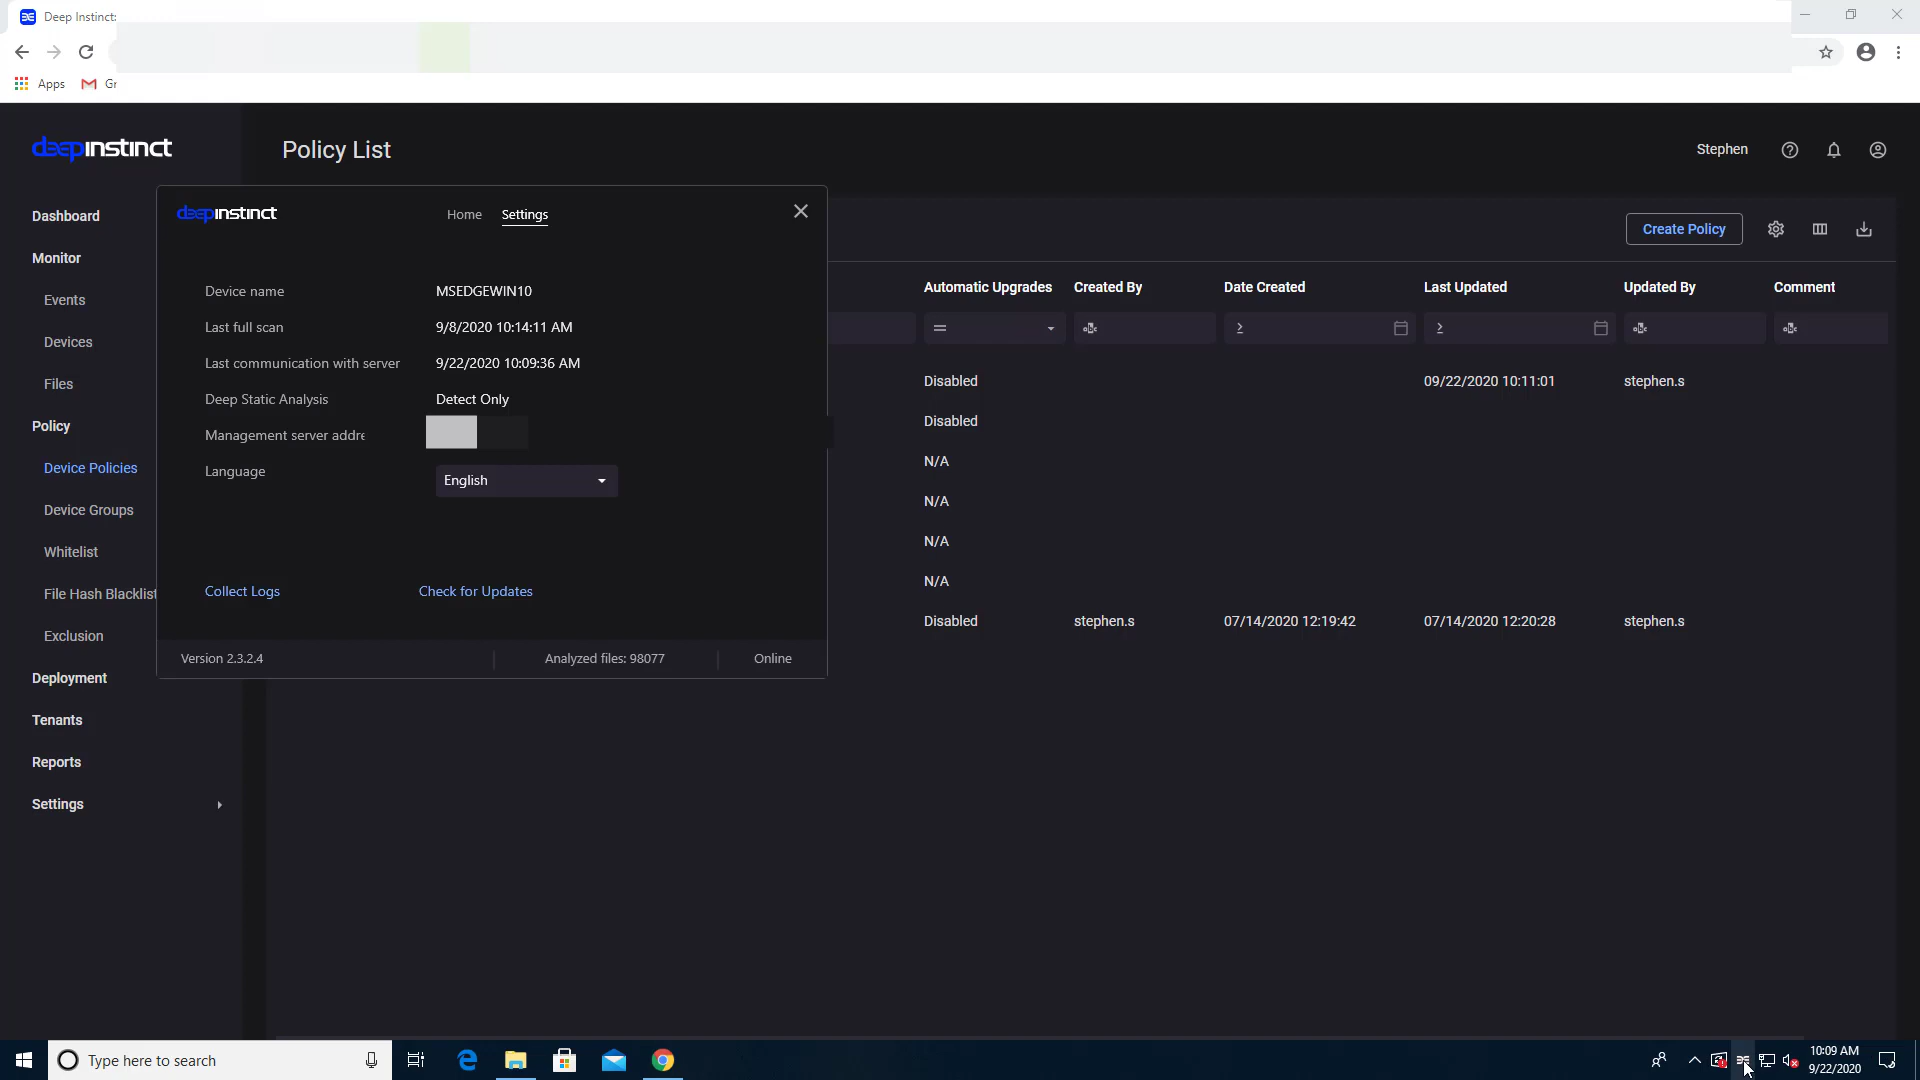 Deep Instinct:
Apps
Gr
deepinstinct
Policy List
Stephen
Dashboard
Monitor
Events
Devices
Files
Policy
Device Policies
Device Groups
Whitelist
File Hash Blacklist
Exclusion
Deployment
Tenants
Reports
Settings
deepinstinct
Home Settings
Device name MSEDGEWIN10
Last full scan 9/8/2020 10:14:11 AM
Last communication with server 9/22/2020 10:09:36 AM
Deep Static Analysis Detect Only
Management server addre
Language English
Collect Logs Check for Updates
Version 2.3.2.4 Analyzed files: 98077 Online
Create Policy
Automatic Upgrades Created By Date Created Last Updated Updated By Comment
Disabled 09/22/2020 10:11:01 stephen.s
Disabled
N/A
N/A
N/A
N/A
Disabled stephen.s 07/14/2020 12:19:42 07/14/2020 12:20:28 stephen.s
Type here to search
10:09 AM
9/22/2020